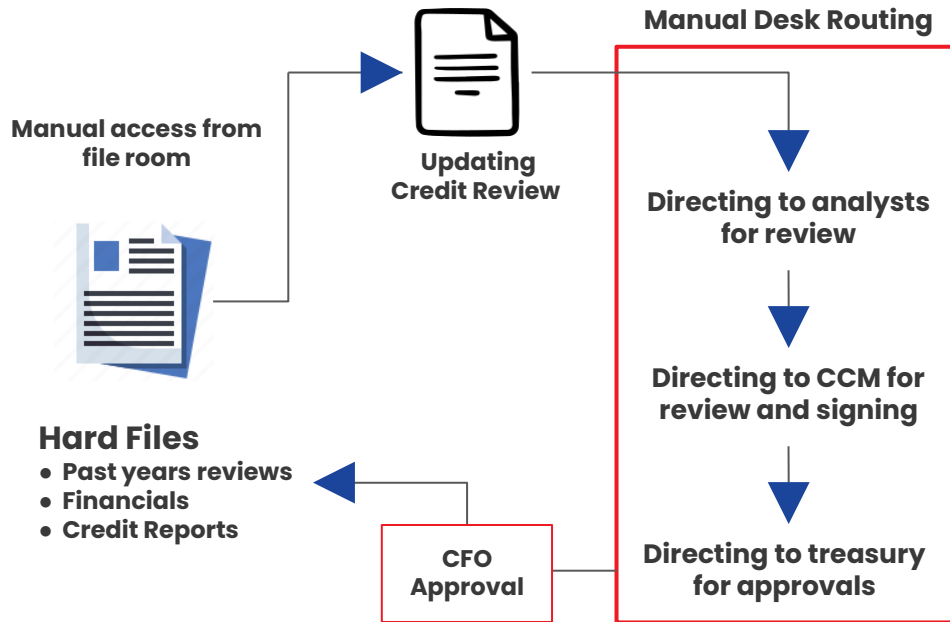 Manual Desk Routing
Manual access from
file room
Updating
Credit Review
Directing to analysts
for review
Directing to CCM for
review and signing
Directing to treasury
for approvals
CFO
Approval
Hard Files
● Past years reviews
● Financials
● Credit Reports